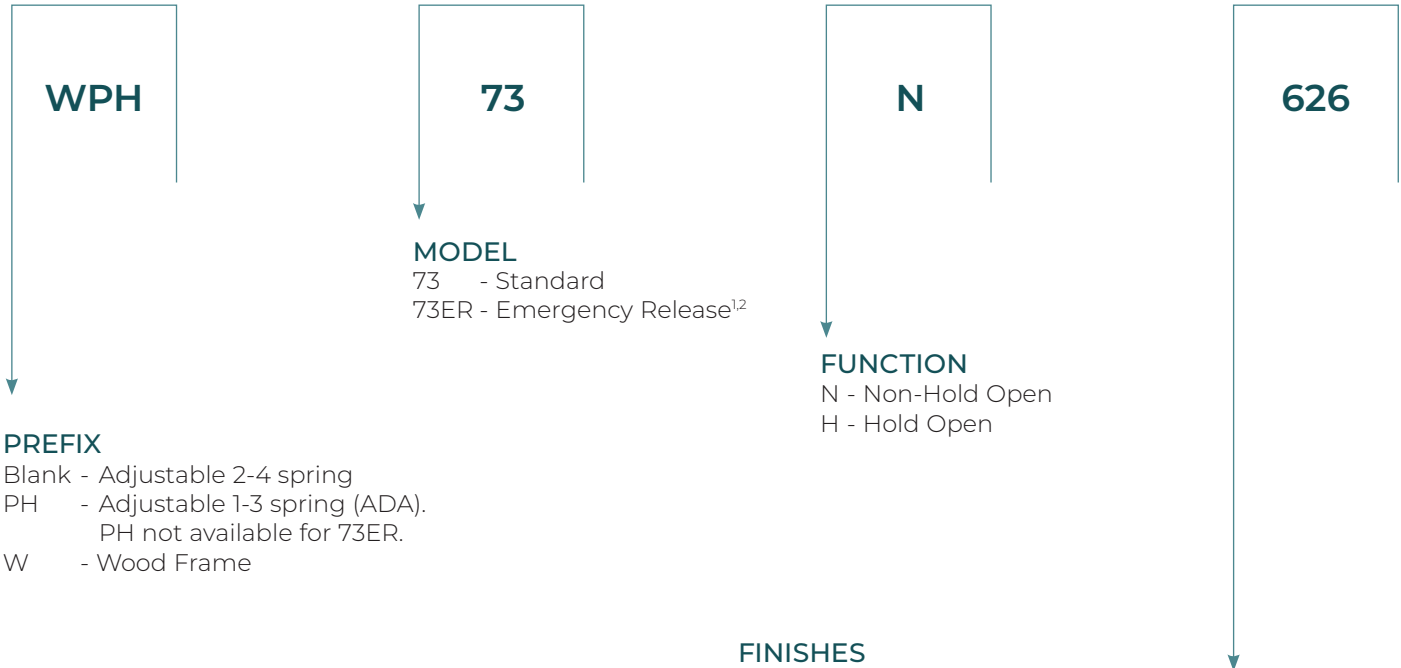 WPH 73 N 626
MODEL
73 - Standard
73ER - Emergency Release1,2
FUNCTION
N - Non-Hold Open
H - Hold Open
PREFIX
Blank - Adjustable 2-4 spring
PH - Adjustable 1-3 spring (ADA).
PH not available for 73ER.
W - Wood Frame
FINISHES